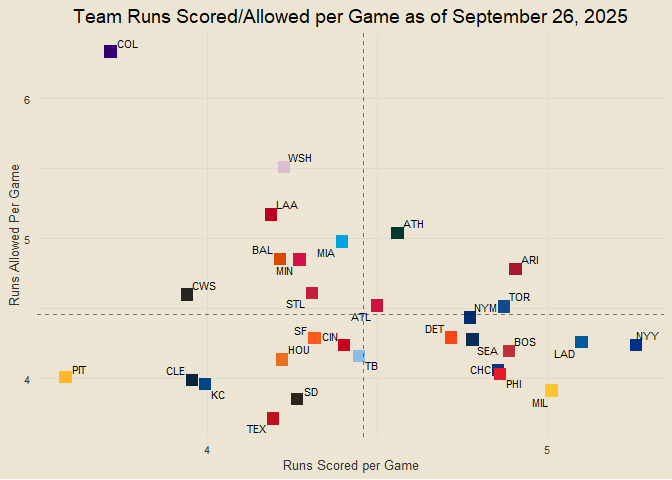 Team Runs Scored/Allowed per Game as of September 26, 2025
COL
6
WSH
LAA
ATH
5
BAL
MIA
MIN
ARI
CWS
STL
TOR
ATL
NYM
SF
CIN
DET
NYY
HOU
SEA
BOS
LAD
TB
PIT
CLE
CHC
4
KC
SD
PHI
MIL
TEX
4
5
Runs Scored per Game
Runs Allowed Per Game